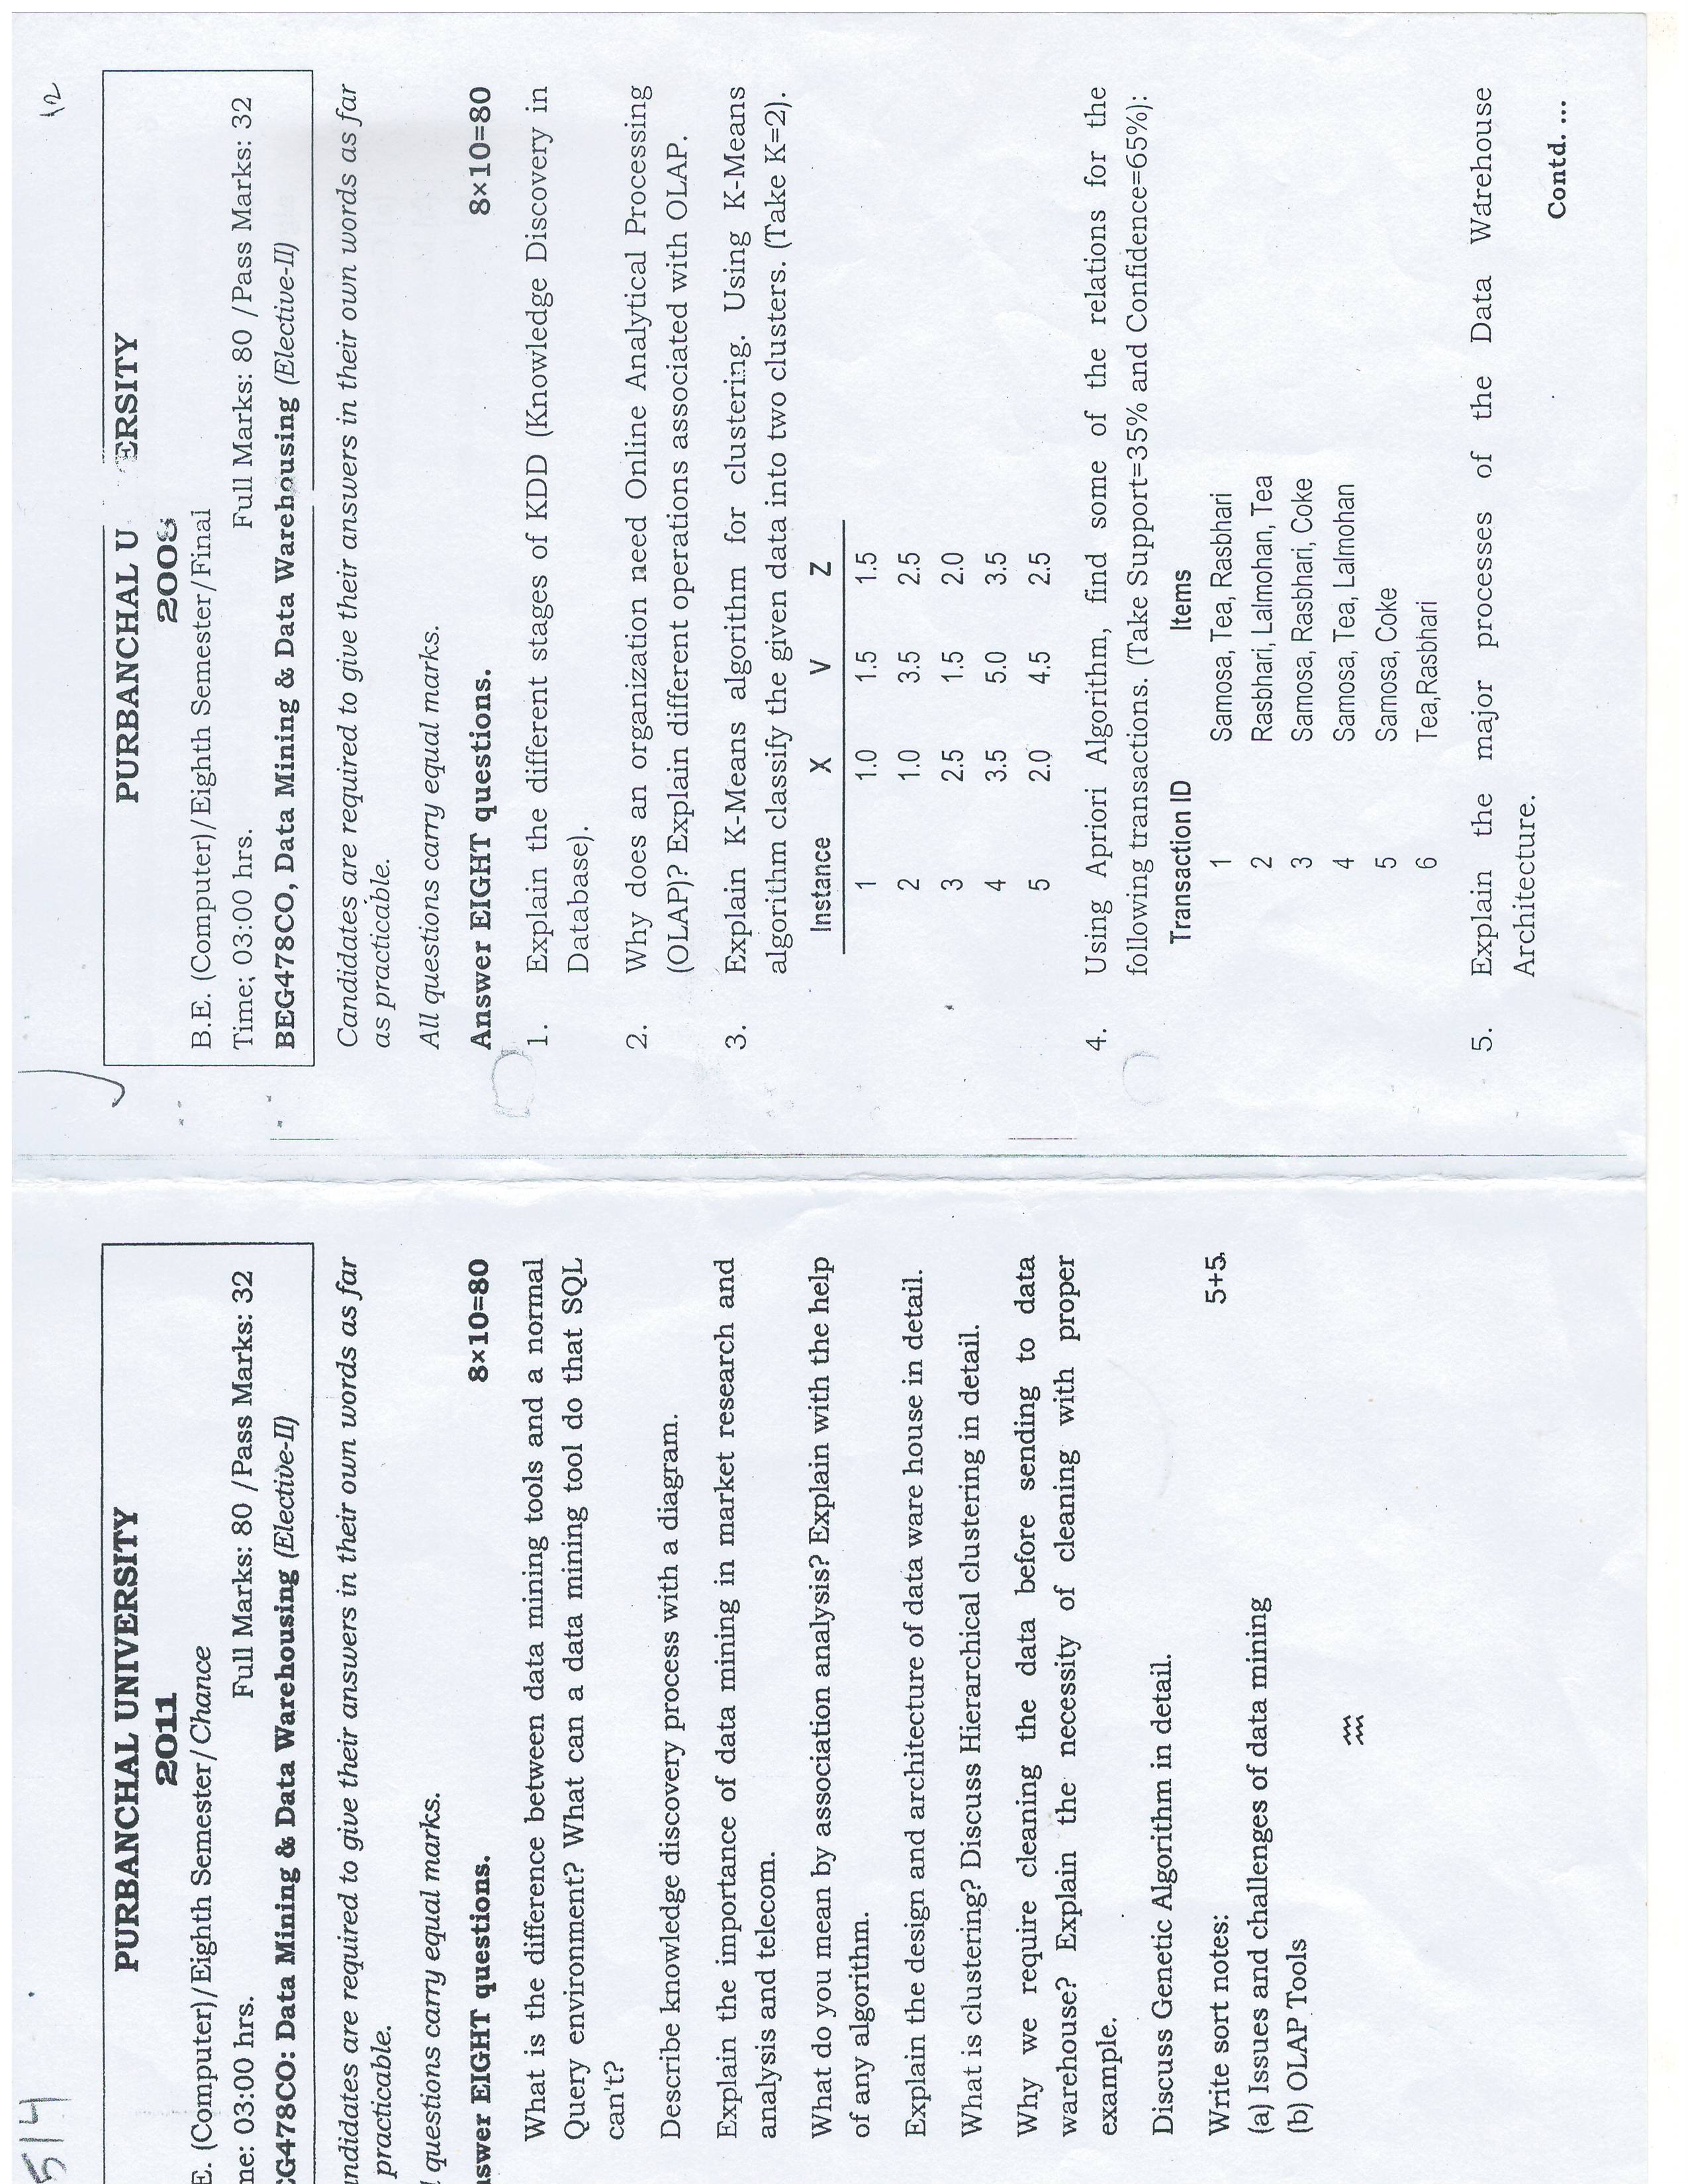 514
PURBANCHAL UNIVERSITY
2011
E. (Computer)/Eighth Semester/Chance
me: 03:00 hrs. Full Marks: 80 /Pass Marks: 32
EG478CO: Data Mining & Data Warehousing (Elective-II)
andidates are required to give their answers in their own words as far
practicable.
l questions carry equal marks.
nswer EIGHT questions. 8×10=80
What is the difference between data mining tools and a normal
Query environment? What can a data mining tool do that SQL
can't?
Describe knowledge discovery process with a diagram.
Explain the importance of data mining in market research and
analysis and telecom.
What do you mean by association analysis? Explain with the help
of any algorithm.
Explain the design and architecture of data ware house in detail.
What is clustering? Discuss Hierarchical clustering in detail.
Why we require cleaning the data before sending to data
warehouse? Explain the necessity of cleaning with proper
example.
Discuss Genetic Algorithm in detail.
Write sort notes: 5+5
(a) Issues and challenges of data mining
(b) OLAP Tools
12
PURBANCHAL U ERSITY
2008
B.E. (Computer)/Eighth Semester/Final
Time: 03:00 hrs. Full Marks: 80 /Pass Marks: 32
BEG478CO, Data Mining & Data Warehousing (Elective-II)
Candidates are required to give their answers in their own words as far
as practicable.
All questions carry equal marks.
Answer EIGHT questions. 8×10=80
1. Explain the different stages of KDD (Knowledge Discovery in
Database).
2. Why does an organization need Online Analytical Processing
(OLAP)? Explain different operations associated with OLAP.
3. Explain K-Means algorithm for clustering. Using K-Means
algorithm classify the given data into two clusters. (Take K=2).
Instance X V Z
1 1.0 1.5 1.5
2 1.0 3.5 2.5
3 2.5 1.5 2.0
4 3.5 5.0 3.5
5 2.0 4.5 2.5
4. Using Apriori Algorithm, find some of the relations for the
following transactions. (Take Support=35% and Confidence=65%):
Transaction ID Items
1 Samosa, Tea, Rasbhari
2 Rasbhari, Lalmohan, Tea
3 Samosa, Rasbhari, Coke
4 Samosa, Tea, Lalmohan
5 Samosa, Coke
6 Tea,Rasbhari
5. Explain the major processes of the Data Warehouse
Architecture.
Contd. ...